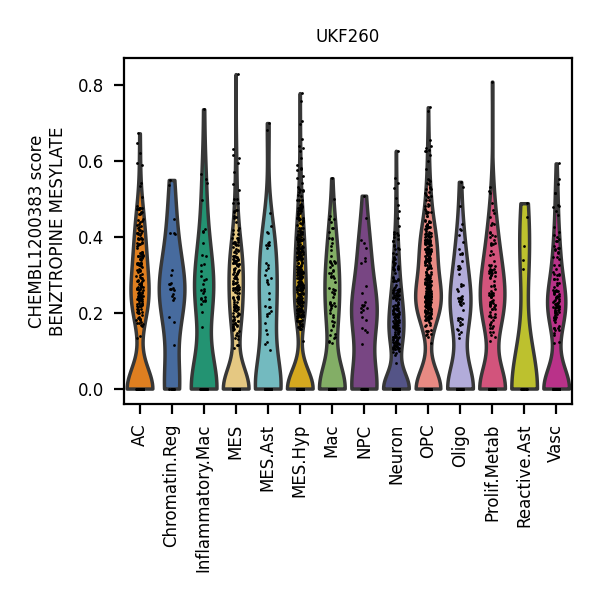 UKF260
CHEMBL1200383 score
BENZTROPINE MESYLATE
0.8
0.6
0.4
0.2
0.0
AC
Chromatin.Reg
Inflammatory.Mac
MES
MES.Ast
MES.Hyp
Mac
NPC
Neuron
OPC
Oligo
Prolif.Metab
Reactive.Ast
Vasc